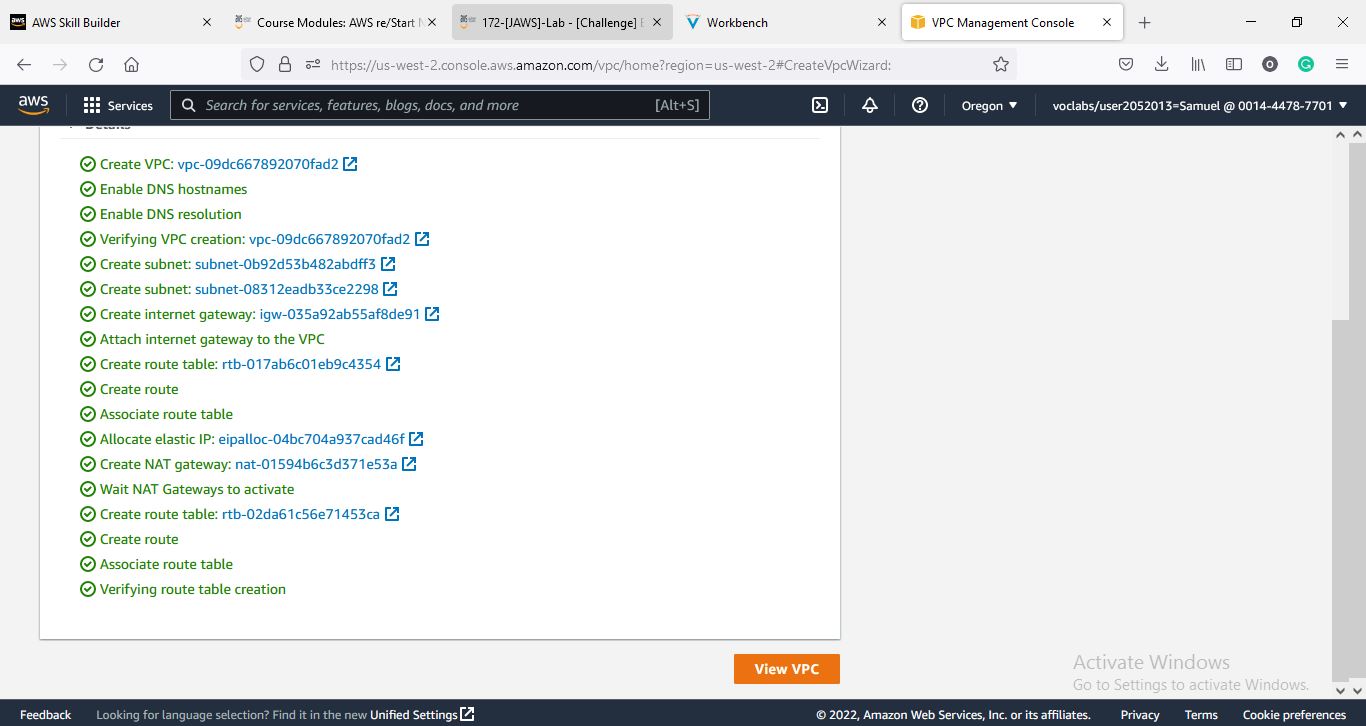 AWS Skill Builder
Course Modules: AWS re/Start
172-[JAWS]-Lab - [Challenge]
Workbench
VPC Management Console
https://us-west-2.console.aws.amazon.com/vpc/home?region=us-west-2#CreateVpcWizard:
aws
Services
Search for services, features, blogs, docs, and more
[Alt+S]
Oregon
voclabs/user2052013=Samuel @ 0014-4478-7701
Details
Create VPC: vpc-09dc667892070fad2
Enable DNS hostnames
Enable DNS resolution
Verifying VPC creation: vpc-09dc667892070fad2
Create subnet: subnet-0b92d53b482abdff3
Create subnet: subnet-08312eadb33ce2298
Create internet gateway: igw-035a92ab55af8de91
Attach internet gateway to the VPC
Create route table: rtb-017ab6c01eb9c4354
Create route
Associate route table
Allocate elastic IP: eipalloc-04bc704a937cad46f
Create NAT gateway: nat-01594b6c3d371e53a
Wait NAT Gateways to activate
Create route table: rtb-02da61c56e71453ca
Create route
Associate route table
Verifying route table creation
View VPC
Activate Windows
Go to Settings to activate Windows.
Feedback
Looking for language selection? Find it in the new Unified Settings
© 2022, Amazon Web Services, Inc. or its affiliates.
Privacy
Terms
Cookie preferences